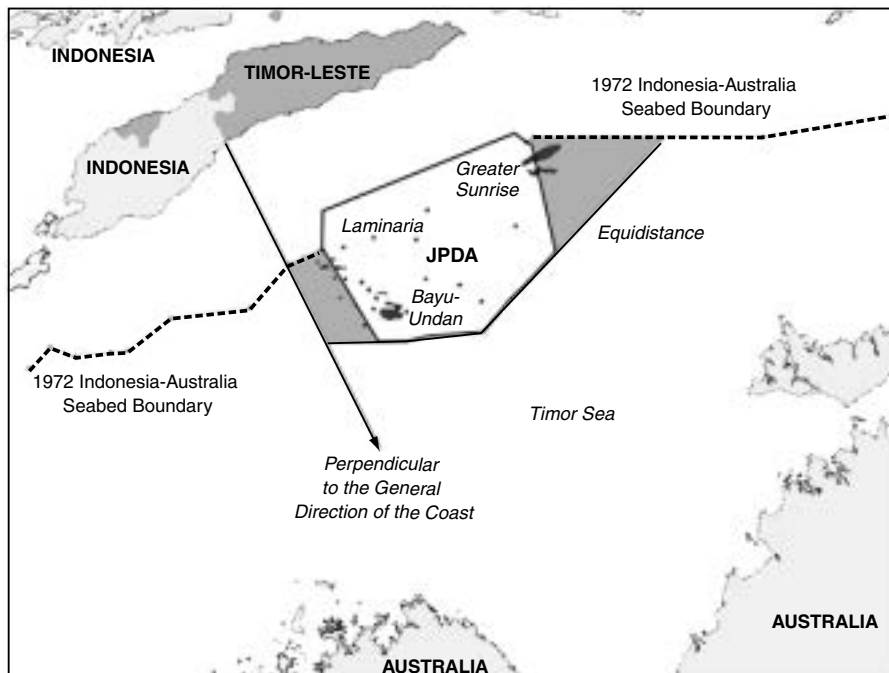 INDONESIA
TIMOR-LESTE
1972 Indonesia-Australia
Seabed Boundary
INDONESIA
Greater
Sunrise
Laminaria
Equidistance
JPDA
Bayu-
Undan
1972 Indonesia-Australia
Seabed Boundary
Timor Sea
Perpendicular
to the General
Direction of the Coast
AUSTRALIA
AUSTRALIA